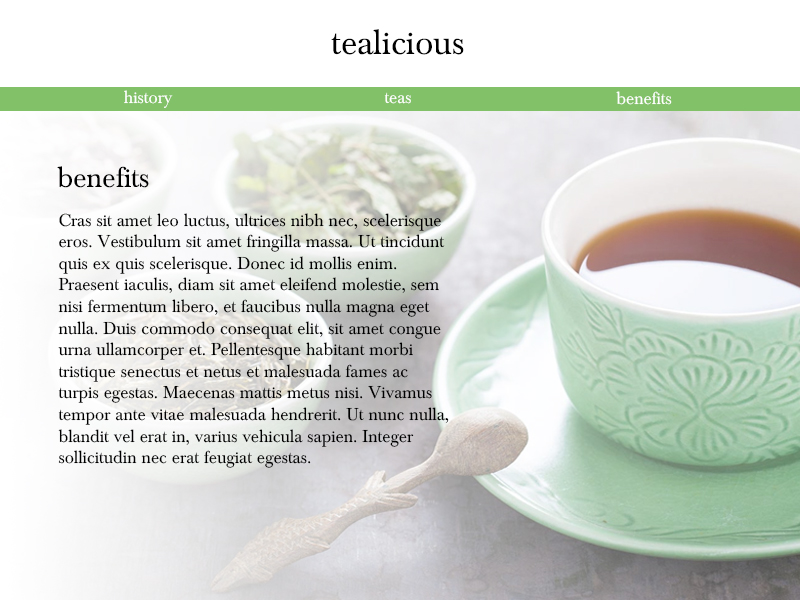 tealicious
history teas benefits
benefits
Cras sit amet leo luctus, ultrices nibh nec, scelerisque
eros. Vestibulum sit amet fringilla massa. Ut tincidunt
quis ex quis scelerisque. Donec id mollis enim.
Praesent iaculis, diam sit amet eleifend molestie, sem
nisi fermentum libero, et faucibus nulla magna eget
nulla. Duis commodo consequat elit, sit amet congue
urna ullamcorper et. Pellentesque habitant morbi
tristique senectus et netus et malesuada fames ac
turpis egestas. Maecenas mattis metus nisi. Vivamus
tempor ante vitae malesuada hendrerit. Ut nunc nulla,
blandit vel erat in, varius vehicula sapien. Integer
sollicitudin nec erat feugiat egestas.